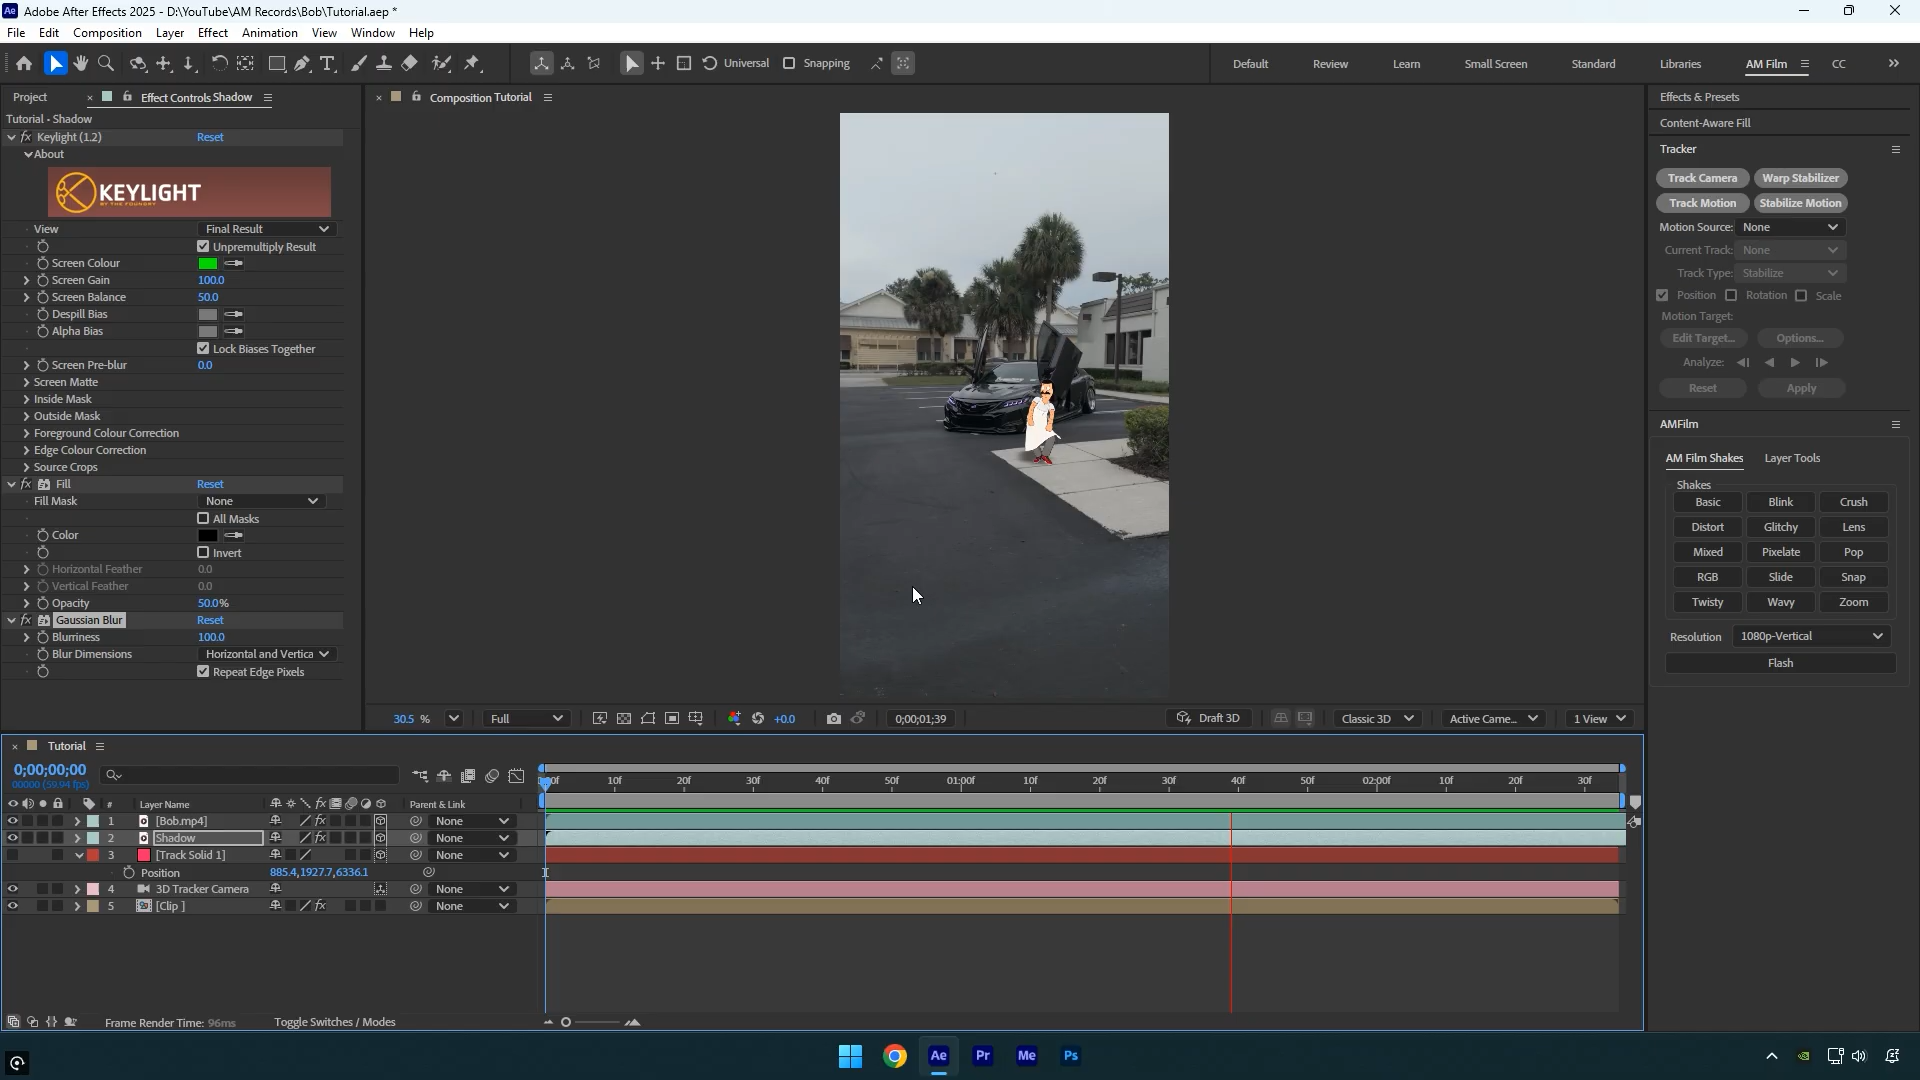 Adobe After Effects 2025 - D:\YouTube\AM Records\Bob\Tutorial.aep *
File Edit Composition Layer Effect Animation View Window Help
Universal Snapping Default Review Learn Small Screen Standard Libraries AM Film CC
Project Effect Controls Shadow
Tutorial • Shadow
Keylight (1.2) Reset
About
KEYLIGHT
BY THE FOUNDRY
View Final Result
Unpremultiply Result
Screen Colour
Screen Gain 100.0
Screen Balance 50.0
Despill Bias
Alpha Bias
Lock Biases Together
Screen Pre-blur 0.0
Screen Matte
Inside Mask
Outside Mask
Foreground Colour Correction
Edge Colour Correction
Source Crops
Fill Reset
Fill Mask None
All Masks
Color
Invert
Horizontal Feather 0.0
Vertical Feather 0.0
Opacity 50.0%
Gaussian Blur Reset
Blurriness 100.0
Blur Dimensions Horizontal and Vertica
Repeat Edge Pixels
Composition Tutorial
30.5 % Full +0.0 0;00;01;39 Draft 3D Classic 3D Active Came... 1 View
Effects & Presets
Content-Aware Fill
Tracker
Track Camera Warp Stabilizer
Track Motion Stabilize Motion
Motion Source: None
Current Track: None
Track Type: Stabilize
Position Rotation Scale
Motion Target:
Edit Target... Options...
Analyze:
Reset Apply
AMFilm
AM Film Shakes Layer Tools
Shakes
Basic Blink Crush
Distort Glitchy Lens
Mixed Pixelate Pop
RGB Slide Snap
Twisty Wavy Zoom
Resolution 1080p-Vertical
Flash
Tutorial
0;00;00;00
00000 (59.94 fps)
00f 10f 20f 30f 40f 50f 01:00f 10f 20f 30f 40f 50f 02:00f 10f 20f 30f
# Layer Name fx Parent & Link
1 [Bob.mp4] fx None
2 Shadow fx None
3 [Track Solid 1] None
Position 885.4,1927.7,6336.1
4 3D Tracker Camera None
5 [Clip ] fx None
Frame Render Time: 96ms Toggle Switches / Modes
Ae Pr Me Ps